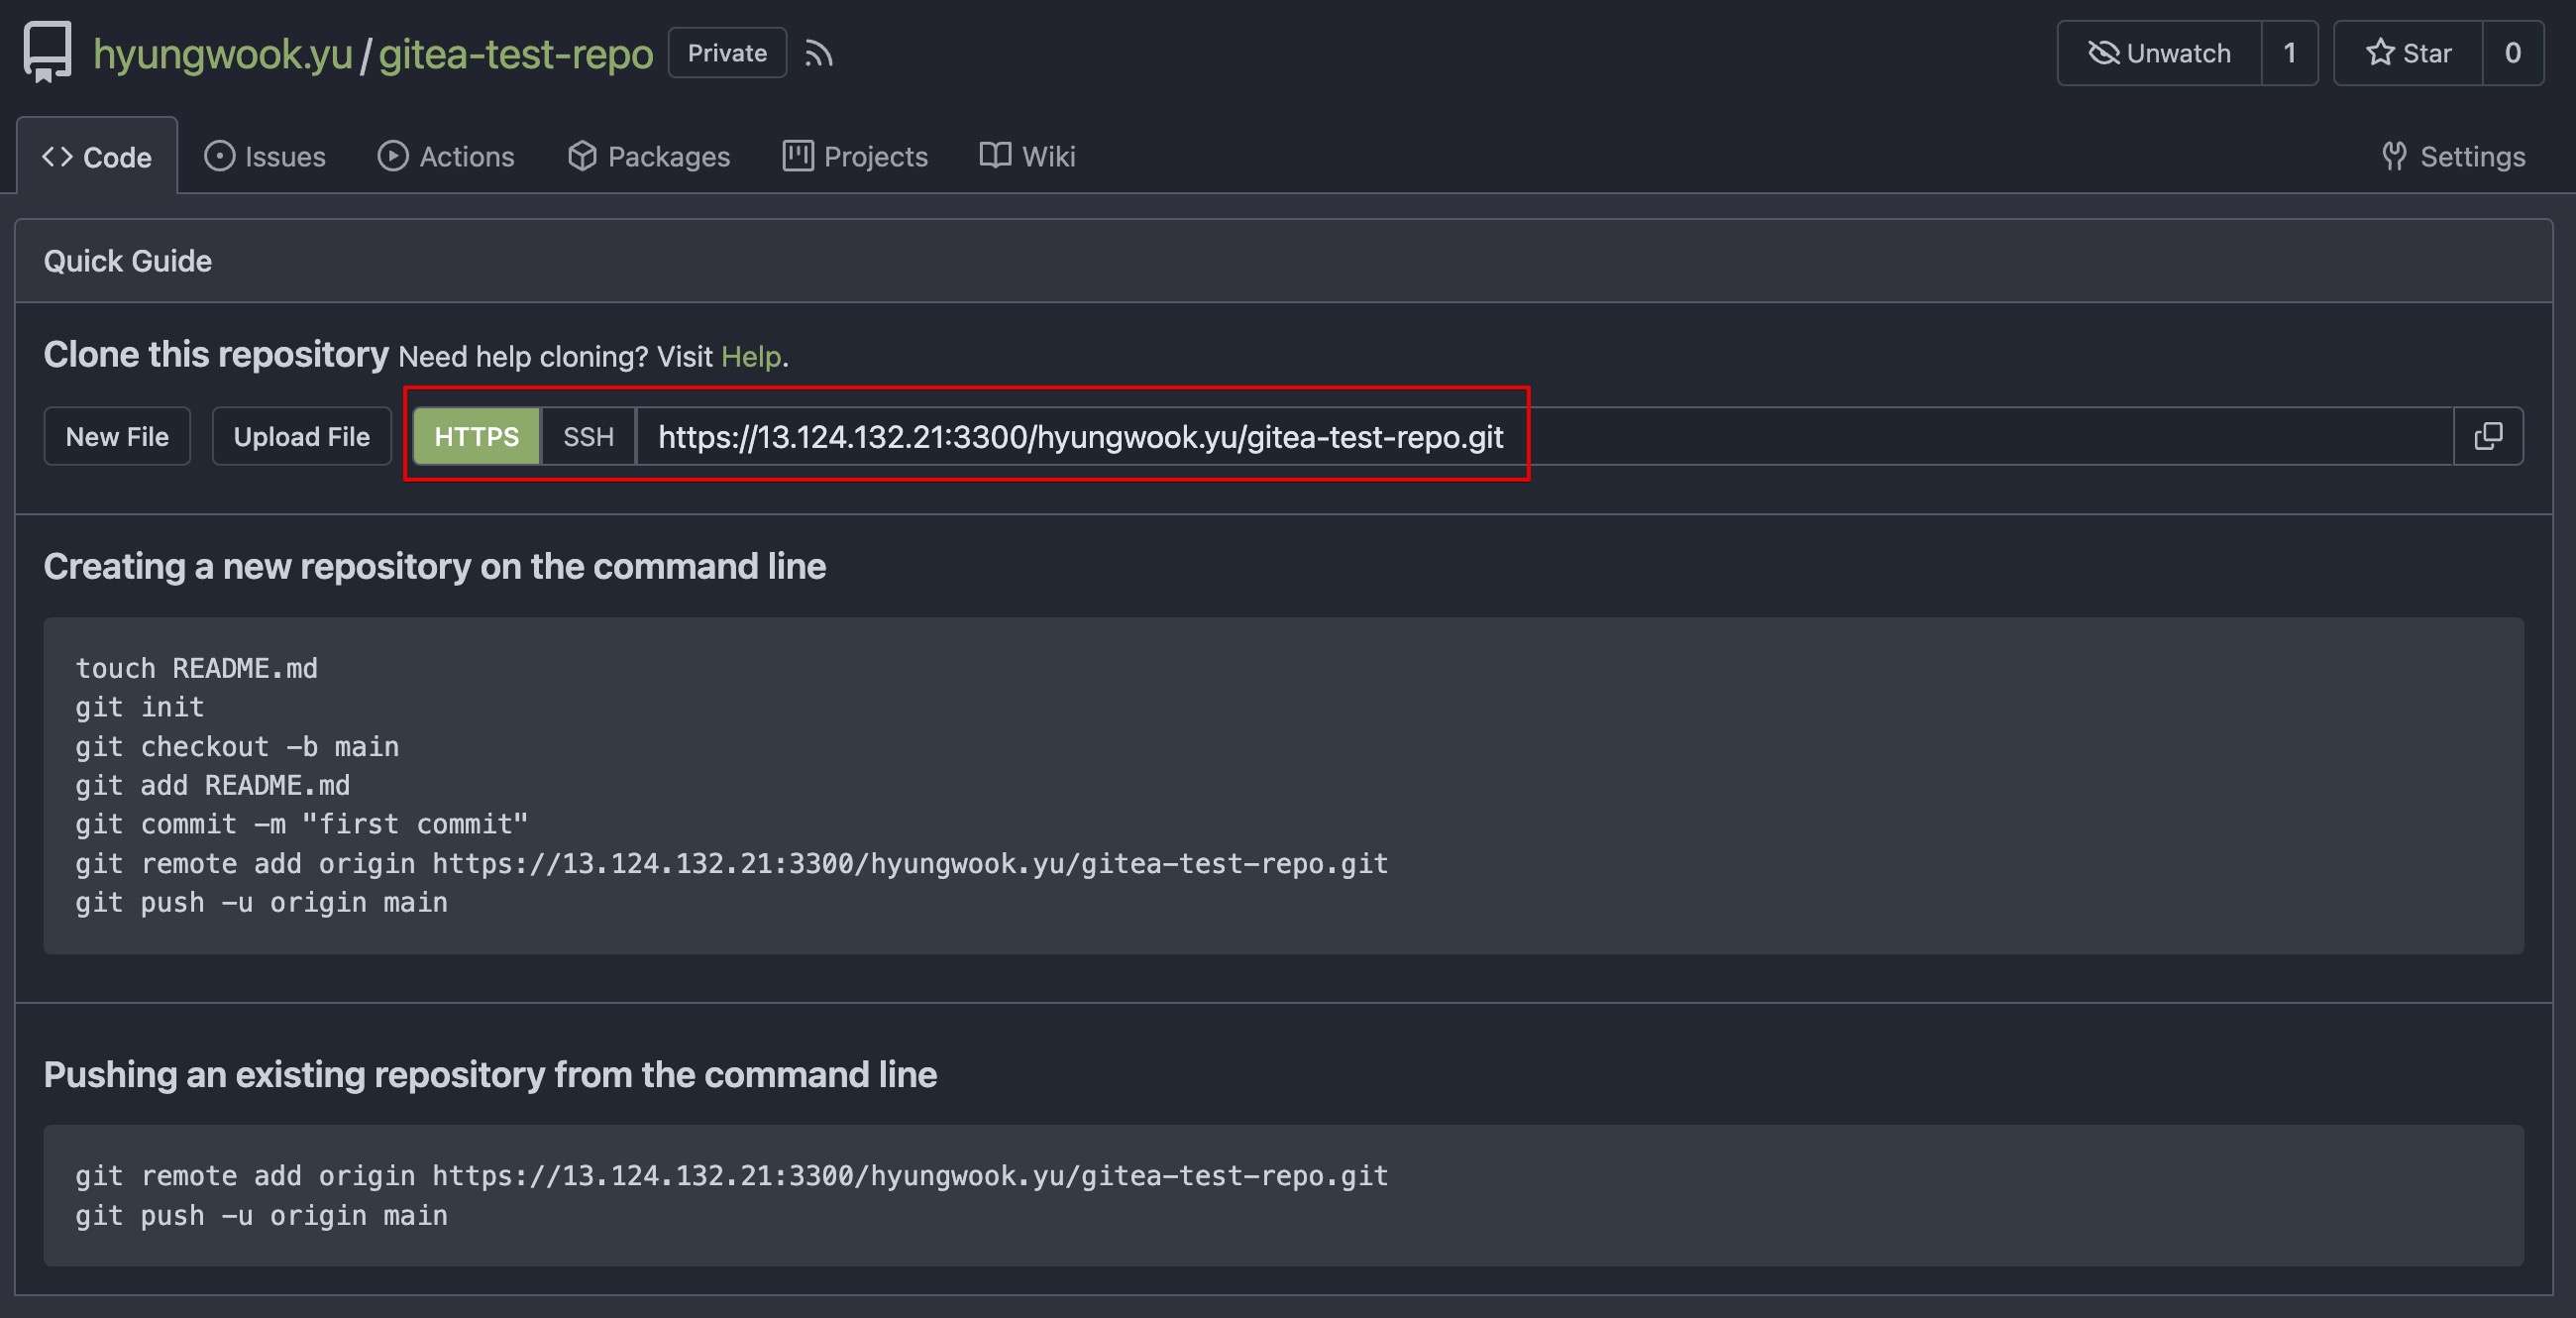 hyungwook.yu/gitea-test-repo Private Unwatch 1 Star 0
Code Issues Actions Packages Projects Wiki Settings
Quick Guide
Clone this repository Need help cloning? Visit Help.
New File Upload File HTTPS SSH https://13.124.132.21:3300/hyungwook.yu/gitea-test-repo.git
Creating a new repository on the command line
touch README.md
git init
git checkout -b main
git add README.md
git commit -m "first commit"
git remote add origin https://13.124.132.21:3300/hyungwook.yu/gitea-test-repo.git
git push -u origin main
Pushing an existing repository from the command line
git remote add origin https://13.124.132.21:3300/hyungwook.yu/gitea-test-repo.git
git push -u origin main